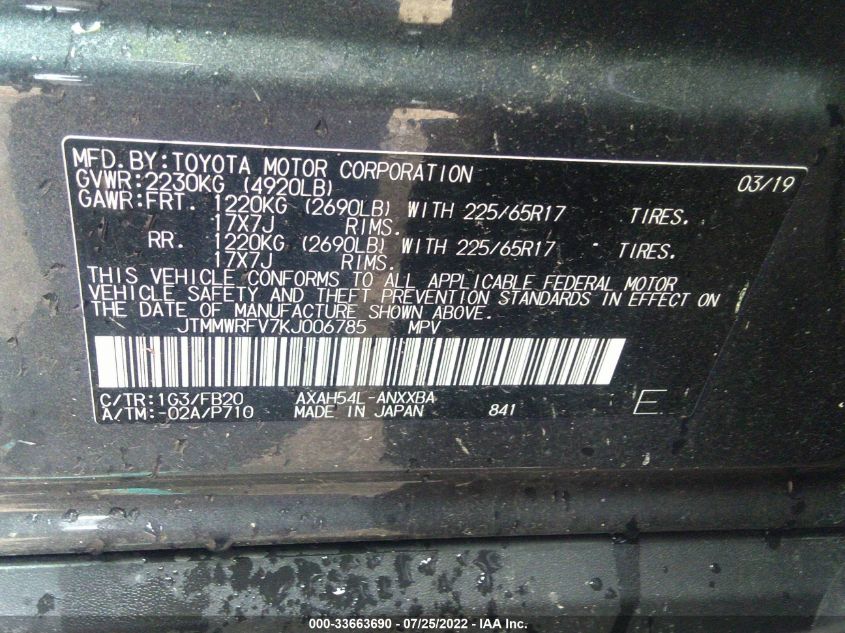 MFD.BY:TOYOTA MOTOR CORPORATION 03/19
GVWR:2230KG (4920LB)
GAWR:FRT. 1220KG (2690LB) WITH 225/65R17 TIRES.
17X7J RIMS.
RR. 1220KG (2690LB) WITH 225/65R17 TIRES.
17X7J RIMS.
THIS VEHICLE CONFORMS TO ALL APPLICABLE FEDERAL MOTOR
VEHICLE SAFETY AND THEFT PREVENTION STANDARDS IN EFFECT ON
THE DATE OF MANUFACTURE SHOWN ABOVE.
JTMMWRFV7KJ006785 MPV
C/TR:1G3/FB20 AXAH54L-ANXXBA
A/TM:-02A/P710 MADE IN JAPAN 841 E
000-33663690 - 07/25/2022 - IAA Inc.